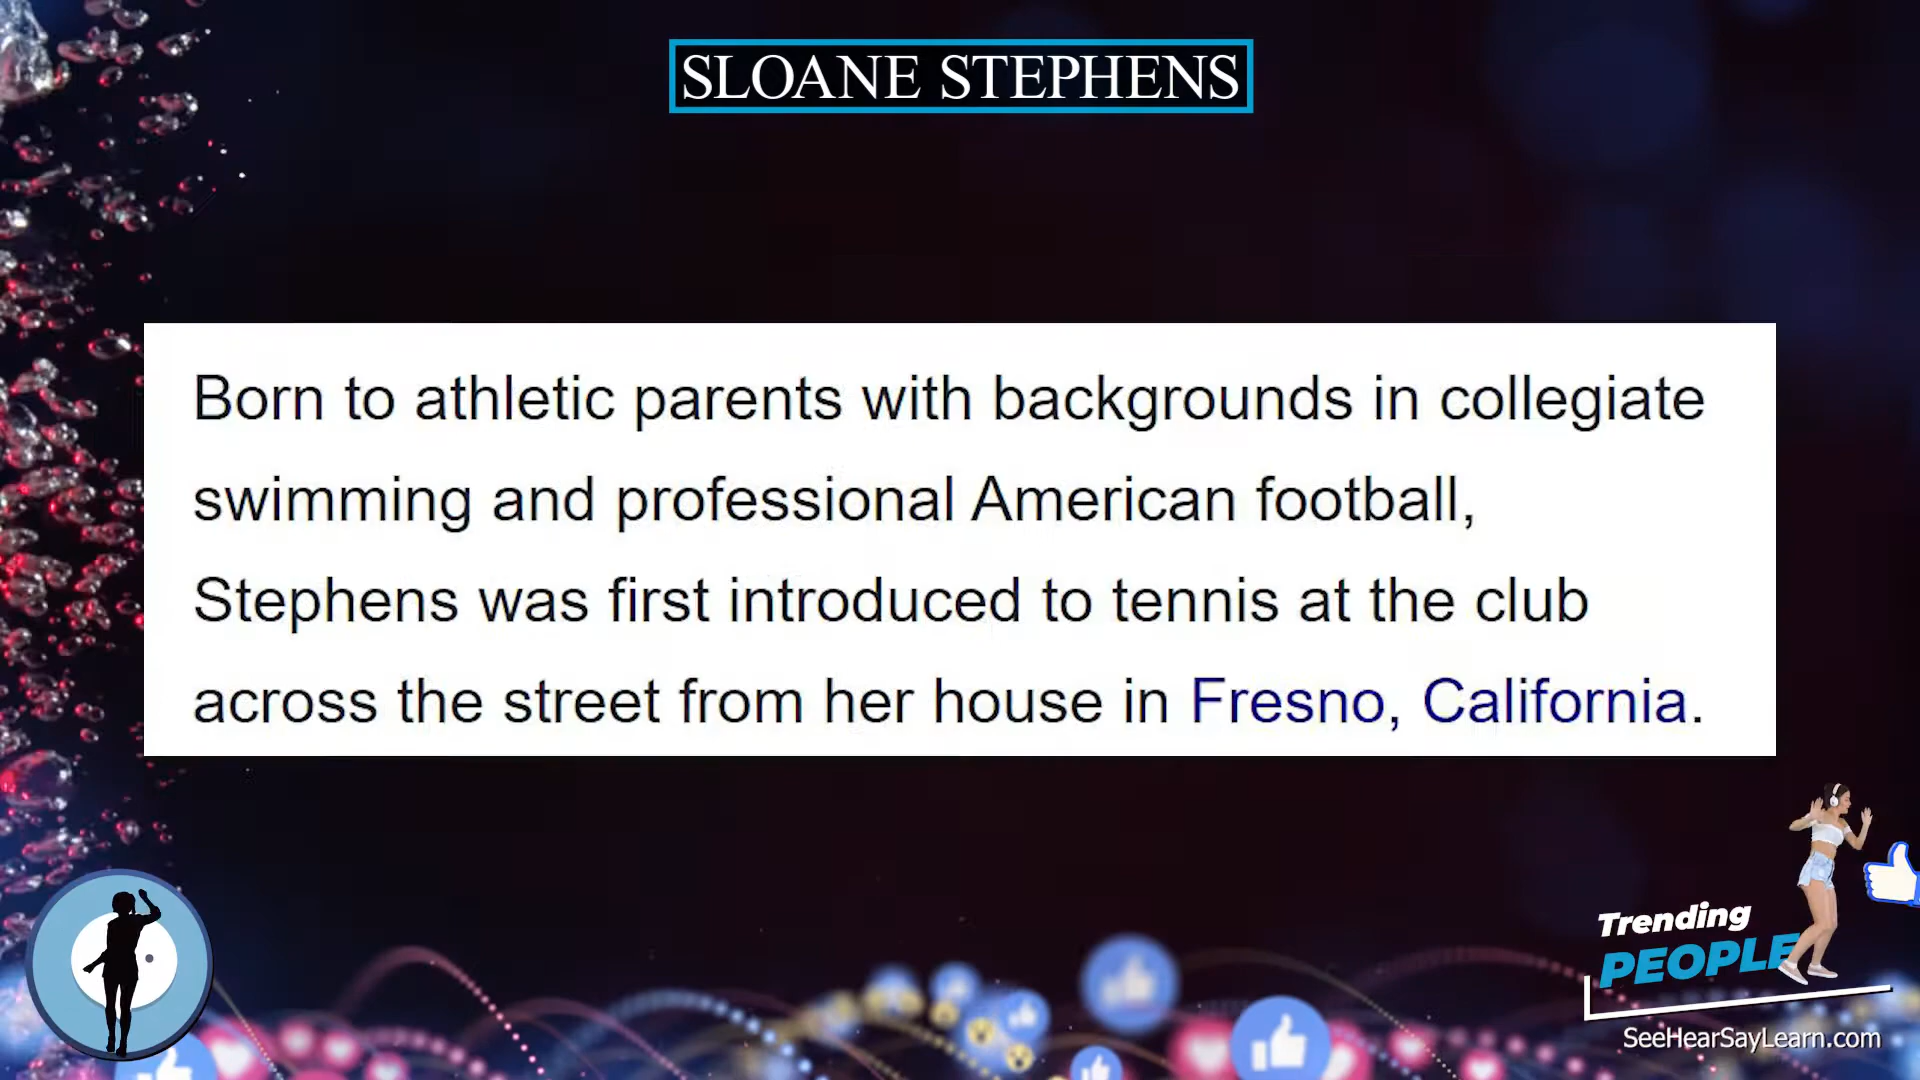 SLOANE STEPHENS
Born to athletic parents with backgrounds in collegiate
swimming and professional American football,
Stephens was first introduced to tennis at the club
across the street from her house in Fresno, California.
Trending
PEOPLE
SeeHearSayLearn.com